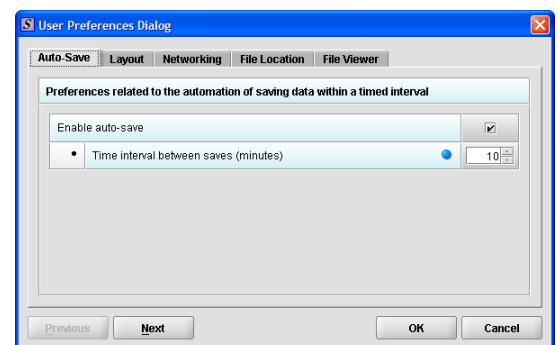 S User Preferences Dialog
Auto-Save Layout Networking File Location File Viewer
Preferences related to the automation of saving data within a timed interval
Enable auto-save
• Time interval between saves (minutes) 10
Previous Next OK Cancel